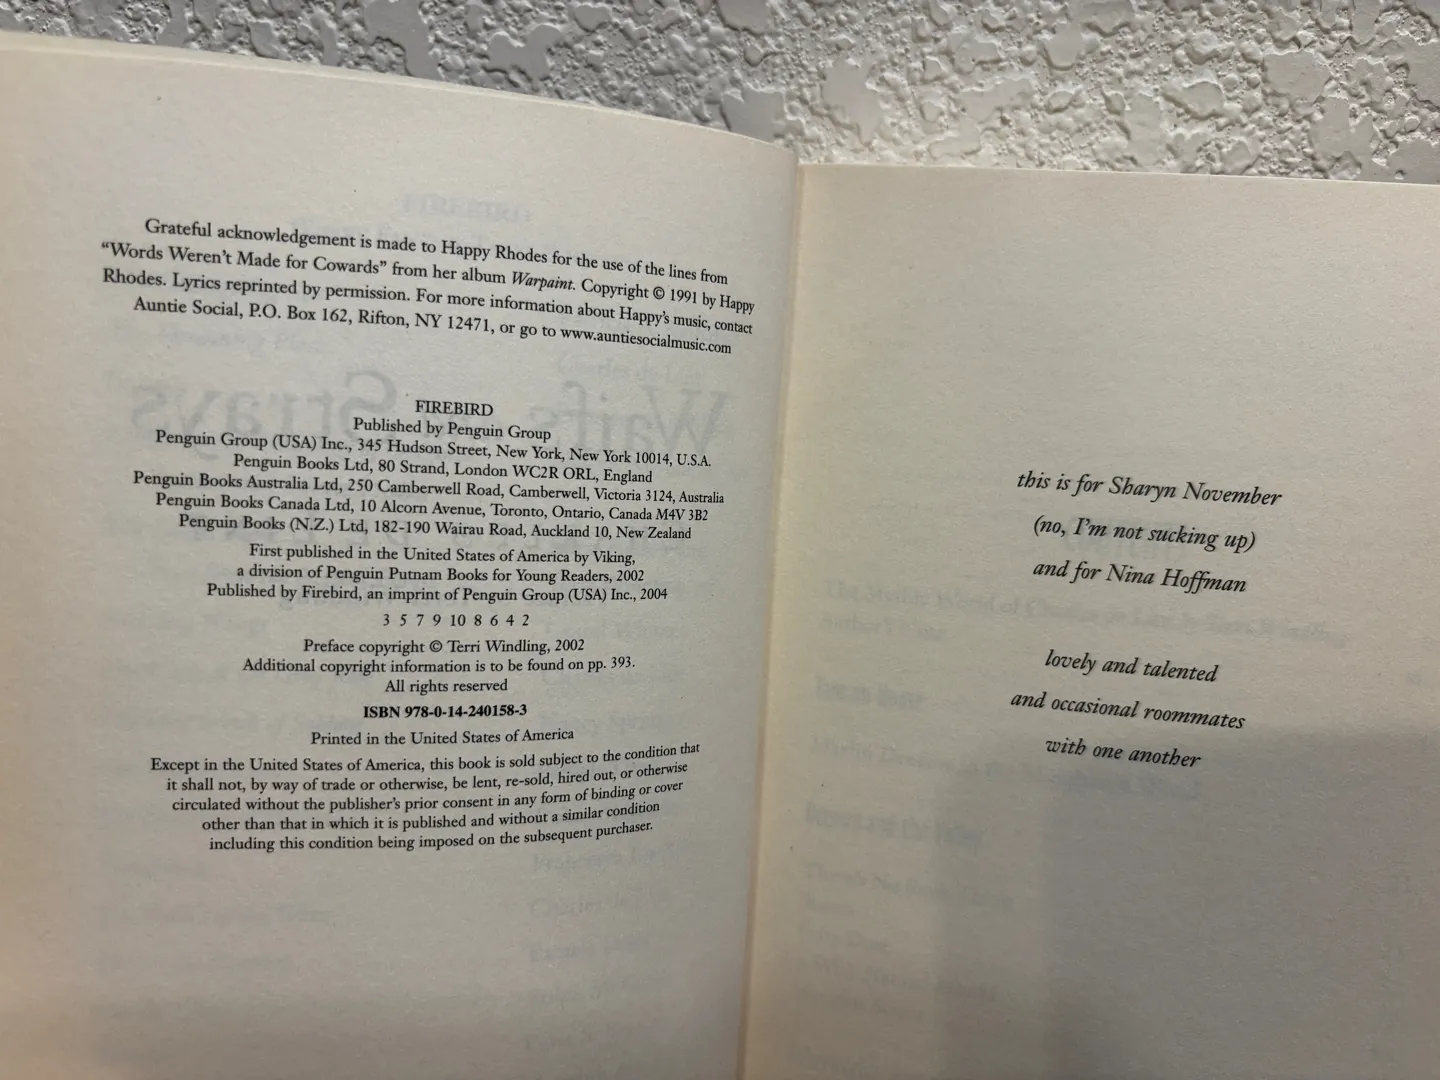 Grateful acknowledgement is made to Happy Rhodes for the use of the lines from
“Words Weren't Made for Cowards” from her album Warpaint. Copyright © 1991 by Happy
Rhodes. Lyrics reprinted by permission. For more information about Happy's music, contact
Auntie Social, P.O. Box 162, Rifton, NY 12471, or go to www.auntiesocialmusic.com
FIREBIRD
Published by Penguin Group
Penguin Group (USA) Inc., 345 Hudson Street, New York, New York 10014, U.S.A.
Penguin Books Ltd, 80 Strand, London WC2R ORL, England
Penguin Books Australia Ltd, 250 Camberwell Road, Camberwell, Victoria 3124, Australia
Penguin Books Canada Ltd, 10 Alcorn Avenue, Toronto, Ontario, Canada M4V 3B2
Penguin Books (N.Z.) Ltd, 182-190 Wairau Road, Auckland 10, New Zealand
First published in the United States of America by Viking,
a division of Penguin Putnam Books for Young Readers, 2002
Published by Firebird, an imprint of Penguin Group (USA) Inc., 2004
3 5 7 9 10 8 6 4 2
Preface copyright © Terri Windling, 2002
Additional copyright information is to be found on pp. 393.
All rights reserved
ISBN 978-0-14-240158-3
Printed in the United States of America
Except in the United States of America, this book is sold subject to the condition that
it shall not, by way of trade or otherwise, be lent, re-sold, hired out, or otherwise
circulated without the publisher's prior consent in any form of binding or cover
other than that in which it is published and without a similar condition
including this condition being imposed on the subsequent purchaser.
this is for Sharyn November
(no, I'm not sucking up)
and for Nina Hoffman
lovely and talented
and occasional roommates
with one another